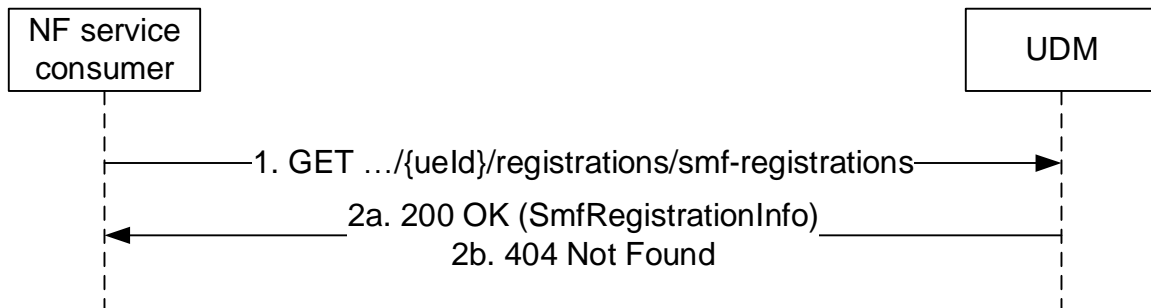 NF service
consumer
UDM
1. GET …/{ueId}/registrations/smf-registrations
2a. 200 OK (SmfRegistrationInfo)
2b. 404 Not Found